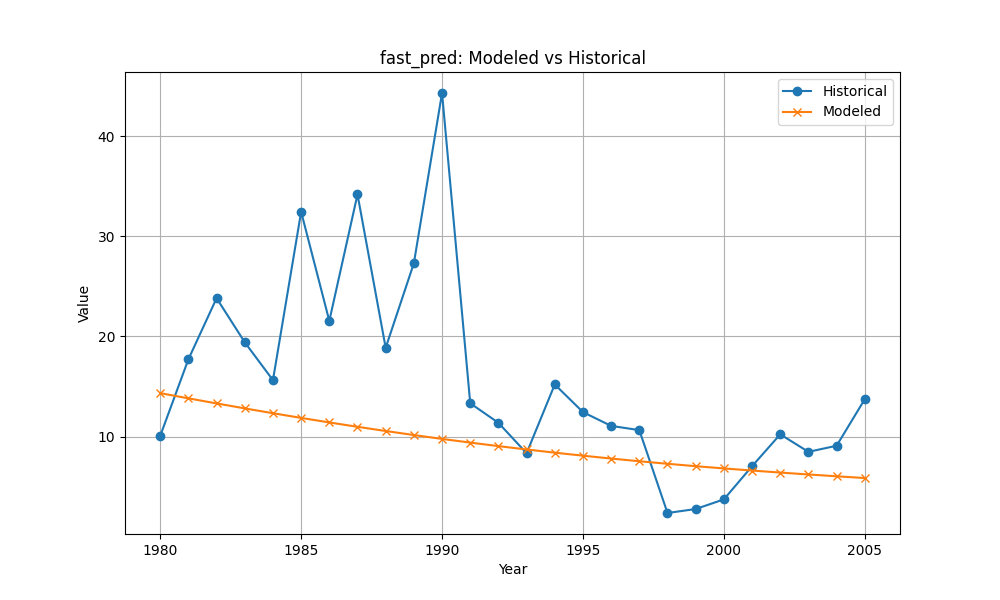 fast_pred: Modeled vs Historical
Historical
Modeled
Value
40
30
20
10
1980
1985
1990
1995
2000
2005
Year